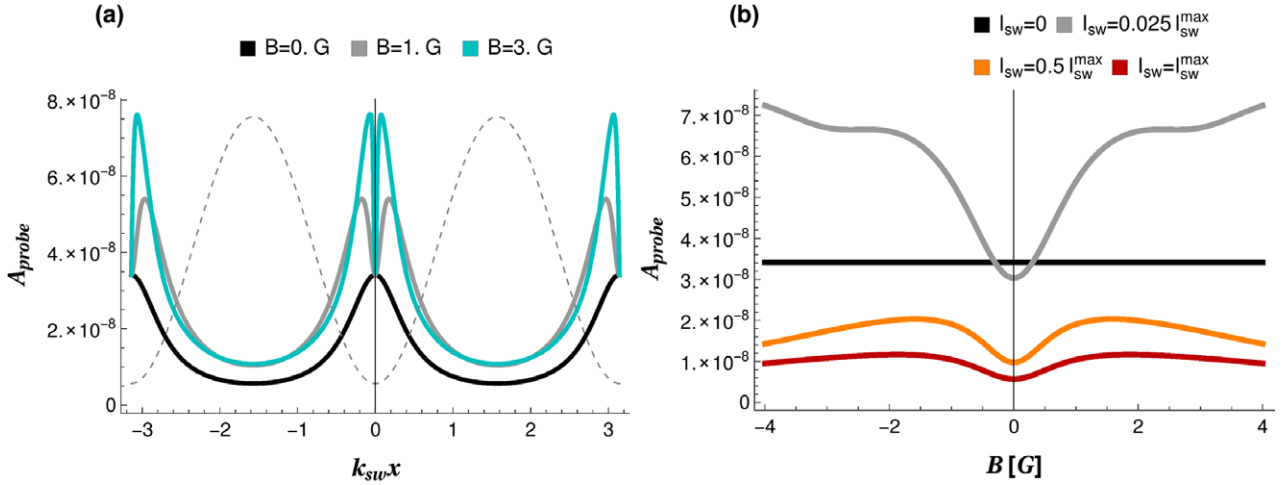 (a)
B=0. G B=1. G B=3. G
8.×10⁻⁸
6.×10⁻⁸
4.×10⁻⁸
2.×10⁻⁸
0
A_probe
−3 −2 −1 0 1 2 3
k_sw x
(b)
I_sw=0 I_sw=0.025 I_sw^max
I_sw=0.5 I_sw^max I_sw=I_sw^max
7.×10⁻⁸
6.×10⁻⁸
5.×10⁻⁸
4.×10⁻⁸
3.×10⁻⁸
2.×10⁻⁸
1.×10⁻⁸
0
A_probe
−4 −2 0 2 4
B [G]